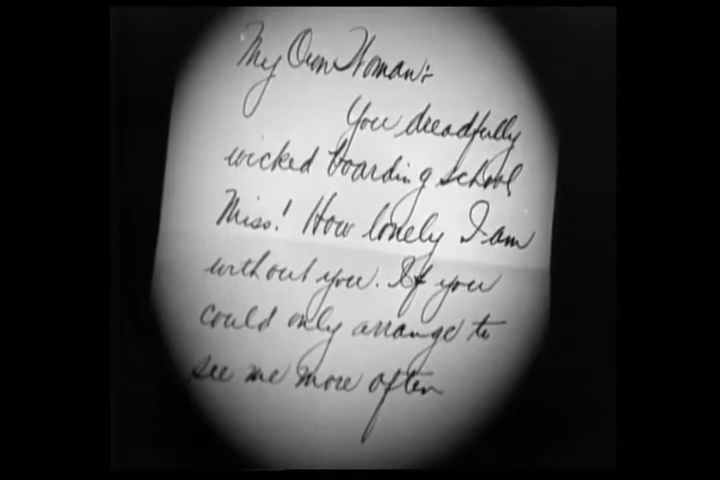 My Own Woman:
You dreadfully
wicked boarding school
Miss! How lonely I am
without you. If you
could only arrange to
see me more often